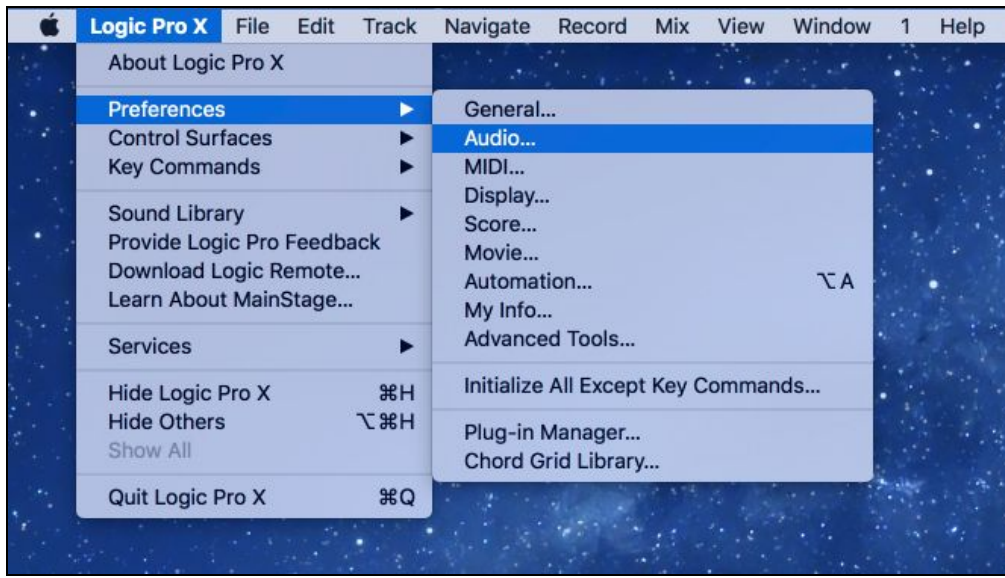 Logic Pro X File Edit Track Navigate Record Mix View Window 1 Help
About Logic Pro X
Preferences ▶
Control Surfaces ▶
Key Commands ▶
Sound Library ▶
Provide Logic Pro Feedback
Download Logic Remote...
Learn About MainStage...
Services ▶
Hide Logic Pro X ⌘H
Hide Others ⌥⌘H
Show All
Quit Logic Pro X ⌘Q
General...
Audio...
MIDI...
Display...
Score...
Movie...
Automation... ⌥A
My Info...
Advanced Tools...
Initialize All Except Key Commands...
Plug-in Manager...
Chord Grid Library...